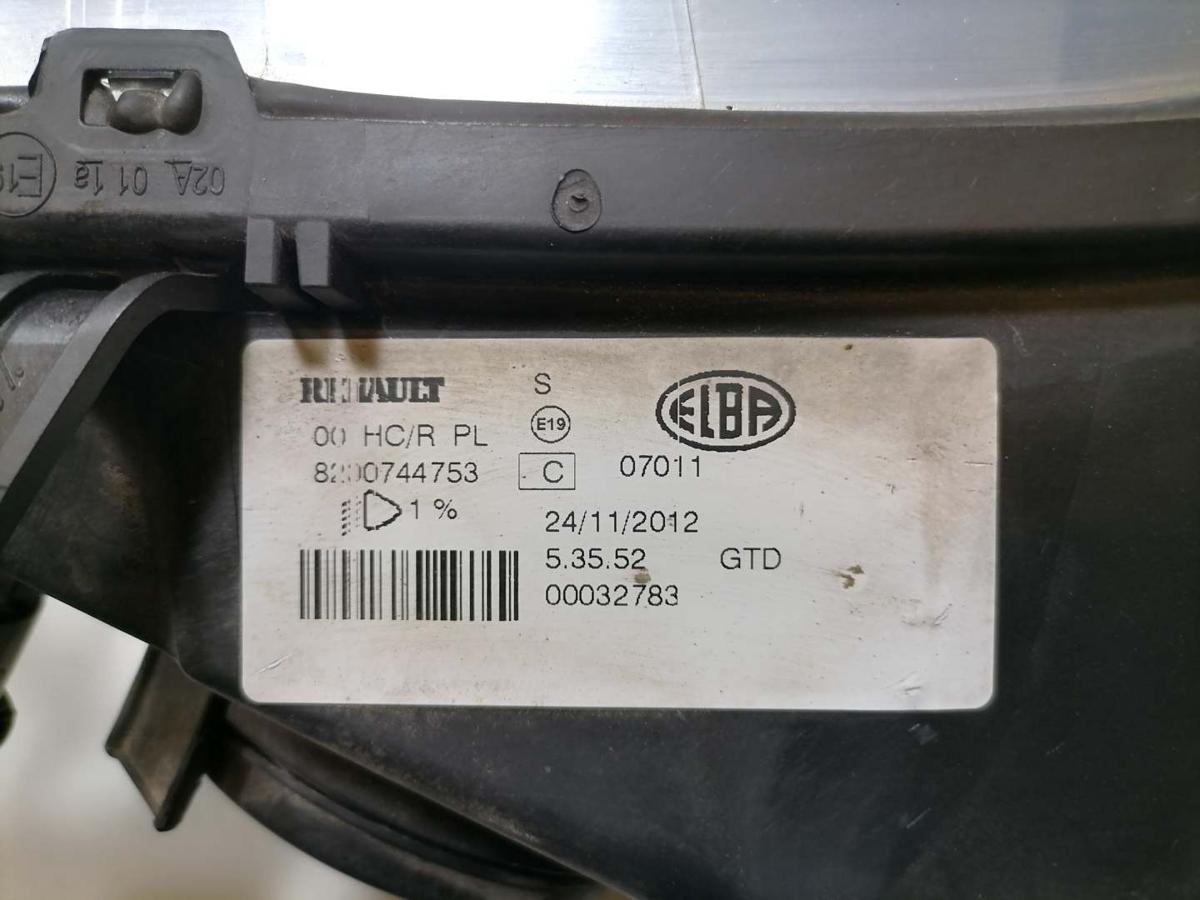 02A 01 1a
RENAULT
S
ELBA
00 HC/R PL
E19
8200744753
C
07011
1 %
24/11/2012
5.35.52
GTD
00032783